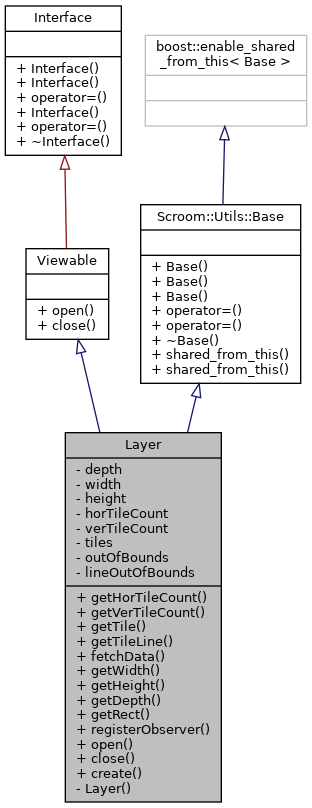 Interface
+ Interface()
+ Interface()
+ operator=()
+ Interface()
+ operator=()
+ ~Interface()
boost::enable_shared
_from_this< Base >
Scroom::Utils::Base
+ Base()
+ Base()
+ Base()
+ operator=()
+ operator=()
+ ~Base()
+ shared_from_this()
+ shared_from_this()
Viewable
+ open()
+ close()
Layer
- depth
- width
- height
- horTileCount
- verTileCount
- tiles
- outOfBounds
- lineOutOfBounds
+ getHorTileCount()
+ getVerTileCount()
+ getTile()
+ getTileLine()
+ fetchData()
+ getWidth()
+ getHeight()
+ getDepth()
+ getRect()
+ registerObserver()
+ open()
+ close()
+ create()
- Layer()